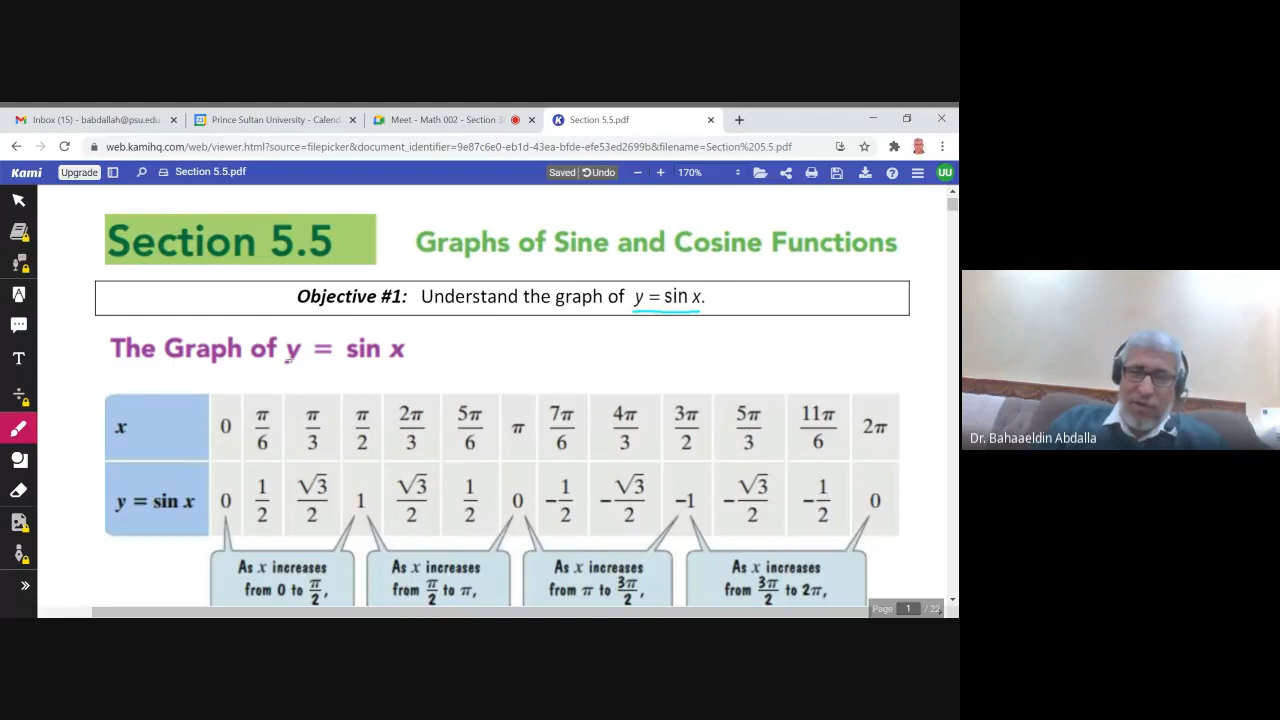 Inbox (15) - babdallah@psu.edu
Prince Sultan University - Calend
Meet - Math 002 - Section 3
Section 5.5.pdf
web.kamihq.com/web/viewer.html?source=filepicker&document_identifier=9e87c6e0-eb1d-43ea-bfde-efe53ed2699b&filename=Section%205.5.pdf
Kami Upgrade Section 5.5.pdf Saved Undo 170% UU
Section 5.5 Graphs of Sine and Cosine Functions
Objective #1: Understand the graph of y = sin x.
The Graph of y = sin x
x 0 π/6 π/3 π/2 2π/3 5π/6 π 7π/6 4π/3 3π/2 5π/3 11π/6 2π
y = sin x 0 1/2 √3/2 1 √3/2 1/2 0 -1/2 -√3/2 -1 -√3/2 -1/2 0
As x increases
from 0 to π/2,
As x increases
from π/2 to π,
As x increases
from π to 3π/2,
As x increases
from 3π/2 to 2π,
Page 1 / 22
Dr. Bahaaeldin Abdalla